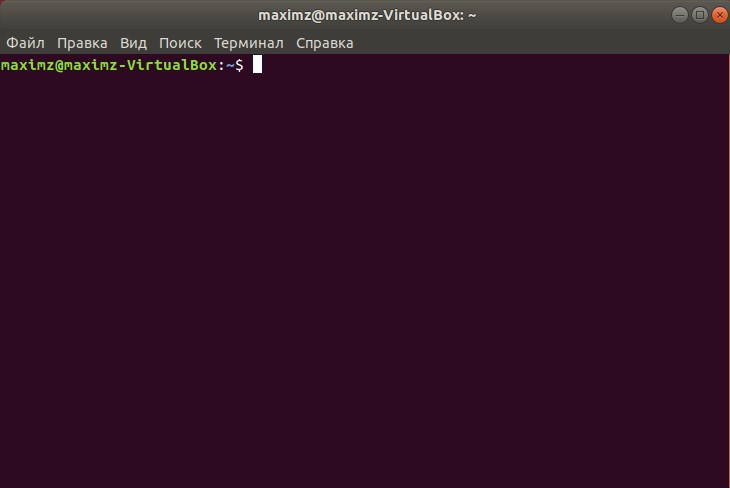 maximz@maximz-VirtualBox: ~
Файл Правка Вид Поиск Терминал Справка
maximz@maximz-VirtualBox:~$